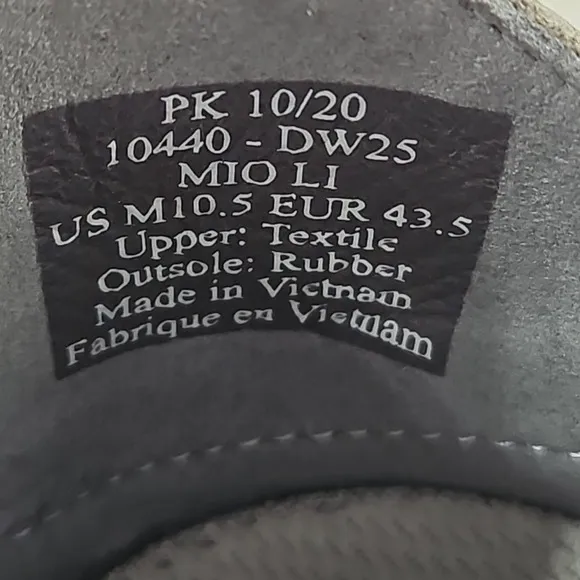 PK 10/20
10440 - DW25
MIO LI
US M10.5 EUR 43.5
Upper: Textile
Outsole: Rubber
Made in Vietnam
Fabrique en Vietnam